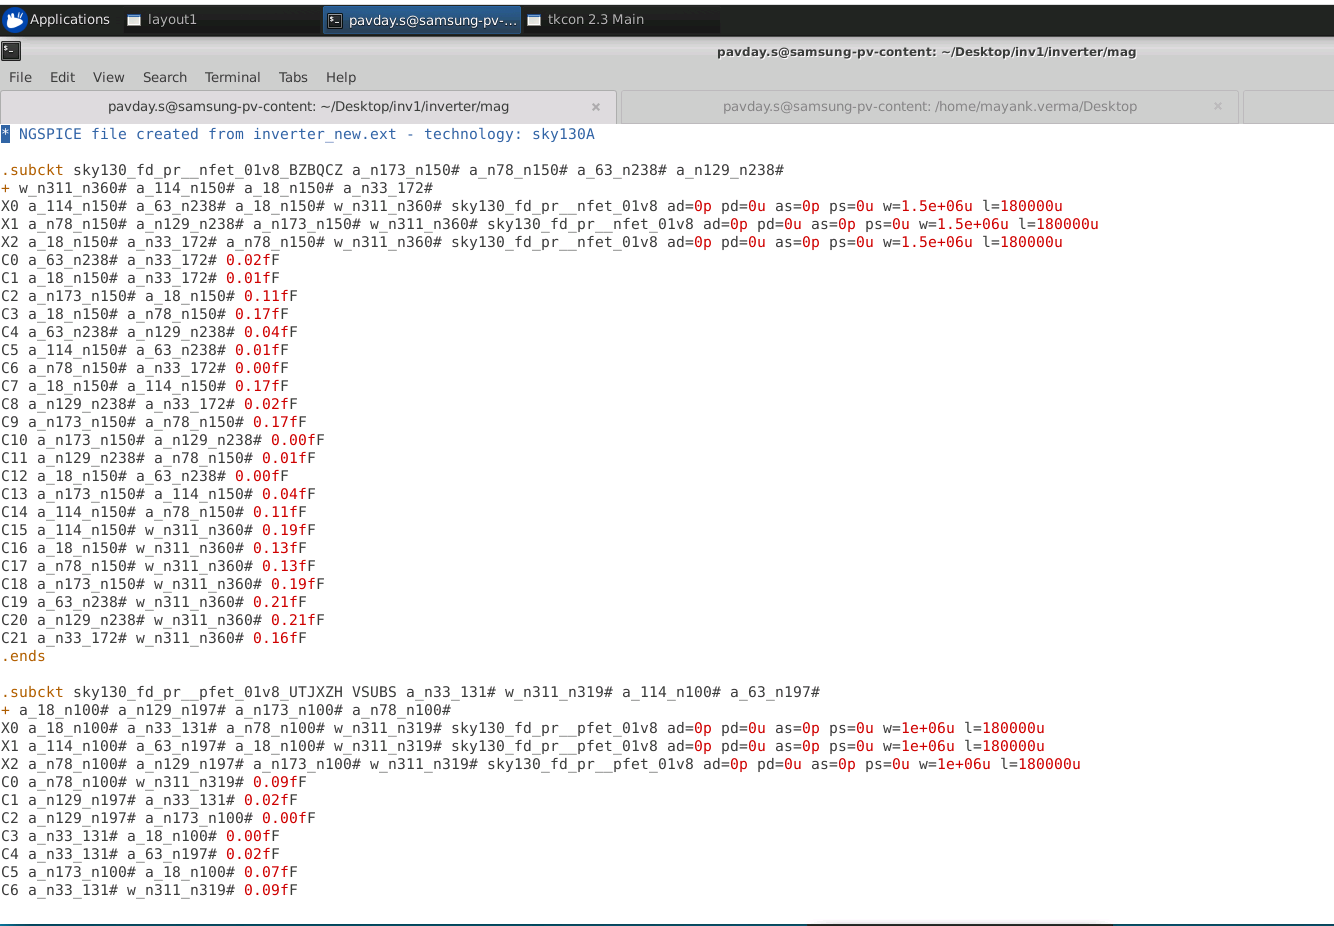 Applications
layout1
pavday.s@samsung-pv-...
tkcon 2.3 Main
pavday.s@samsung-pv-content: ~/Desktop/inv1/inverter/mag
File Edit View Search Terminal Tabs Help
pavday.s@samsung-pv-content: ~/Desktop/inv1/inverter/mag ×
pavday.s@samsung-pv-content: /home/mayank.verma/Desktop ×
* NGSPICE file created from inverter_new.ext - technology: sky130A
.subckt sky130_fd_pr__nfet_01v8_BZBQCZ a_n173_n150# a_n78_n150# a_63_n238# a_n129_n238#
+ w_n311_n360# a_114_n150# a_18_n150# a_n33_172#
X0 a_114_n150# a_63_n238# a_18_n150# w_n311_n360# sky130_fd_pr__nfet_01v8 ad=0p pd=0u as=0p ps=0u w=1.5e+06u l=180000u
X1 a_n78_n150# a_n129_n238# a_n173_n150# w_n311_n360# sky130_fd_pr__nfet_01v8 ad=0p pd=0u as=0p ps=0u w=1.5e+06u l=180000u
X2 a_18_n150# a_n33_172# a_n78_n150# w_n311_n360# sky130_fd_pr__nfet_01v8 ad=0p pd=0u as=0p ps=0u w=1.5e+06u l=180000u
C0 a_63_n238# a_n33_172# 0.02fF
C1 a_18_n150# a_n33_172# 0.01fF
C2 a_n173_n150# a_18_n150# 0.11fF
C3 a_18_n150# a_n78_n150# 0.17fF
C4 a_63_n238# a_n129_n238# 0.04fF
C5 a_114_n150# a_63_n238# 0.01fF
C6 a_n78_n150# a_n33_172# 0.00fF
C7 a_18_n150# a_114_n150# 0.17fF
C8 a_n129_n238# a_n33_172# 0.02fF
C9 a_n173_n150# a_n78_n150# 0.17fF
C10 a_n173_n150# a_n129_n238# 0.00fF
C11 a_n129_n238# a_n78_n150# 0.01fF
C12 a_18_n150# a_63_n238# 0.00fF
C13 a_n173_n150# a_114_n150# 0.04fF
C14 a_114_n150# a_n78_n150# 0.11fF
C15 a_114_n150# w_n311_n360# 0.19fF
C16 a_18_n150# w_n311_n360# 0.13fF
C17 a_n78_n150# w_n311_n360# 0.13fF
C18 a_n173_n150# w_n311_n360# 0.19fF
C19 a_63_n238# w_n311_n360# 0.21fF
C20 a_n129_n238# w_n311_n360# 0.21fF
C21 a_n33_172# w_n311_n360# 0.16fF
.ends
.subckt sky130_fd_pr__pfet_01v8_UTJXZH VSUBS a_n33_131# w_n311_n319# a_114_n100# a_63_n197#
+ a_18_n100# a_n129_n197# a_n173_n100# a_n78_n100#
X0 a_18_n100# a_n33_131# a_n78_n100# w_n311_n319# sky130_fd_pr__pfet_01v8 ad=0p pd=0u as=0p ps=0u w=1e+06u l=180000u
X1 a_114_n100# a_63_n197# a_18_n100# w_n311_n319# sky130_fd_pr__pfet_01v8 ad=0p pd=0u as=0p ps=0u w=1e+06u l=180000u
X2 a_n78_n100# a_n129_n197# a_n173_n100# w_n311_n319# sky130_fd_pr__pfet_01v8 ad=0p pd=0u as=0p ps=0u w=1e+06u l=180000u
C0 a_n78_n100# w_n311_n319# 0.09fF
C1 a_n129_n197# a_n33_131# 0.02fF
C2 a_n129_n197# a_n173_n100# 0.00fF
C3 a_n33_131# a_18_n100# 0.00fF
C4 a_n33_131# a_63_n197# 0.02fF
C5 a_n173_n100# a_18_n100# 0.07fF
C6 a_n33_131# w_n311_n319# 0.09fF